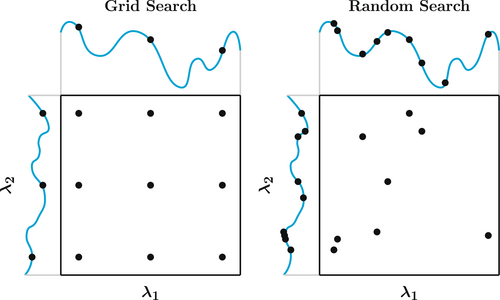 Grid Search
Random Search
λ₂
λ₁
λ₂
λ₁